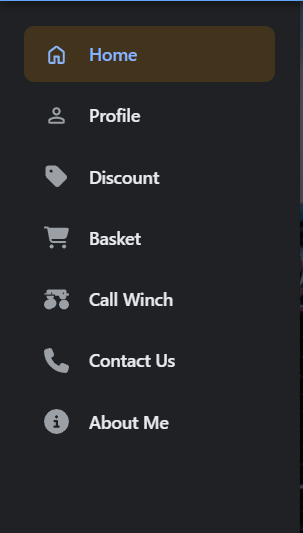 Home
Profile
Discount
Basket
Call Winch
Contact Us
About Me